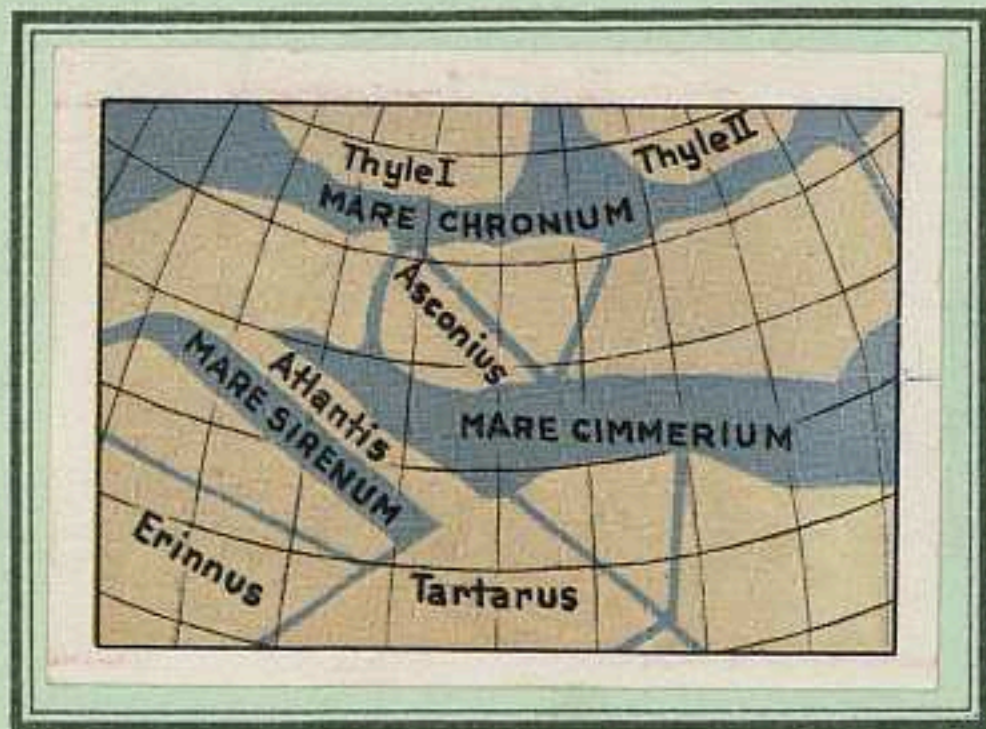 Thyle I
Thyle II
MARE CHRONIUM
Asconius
Atlantis
MARE SIRENUM
MARE CIMMERIUM
Erinnus
Tartarus